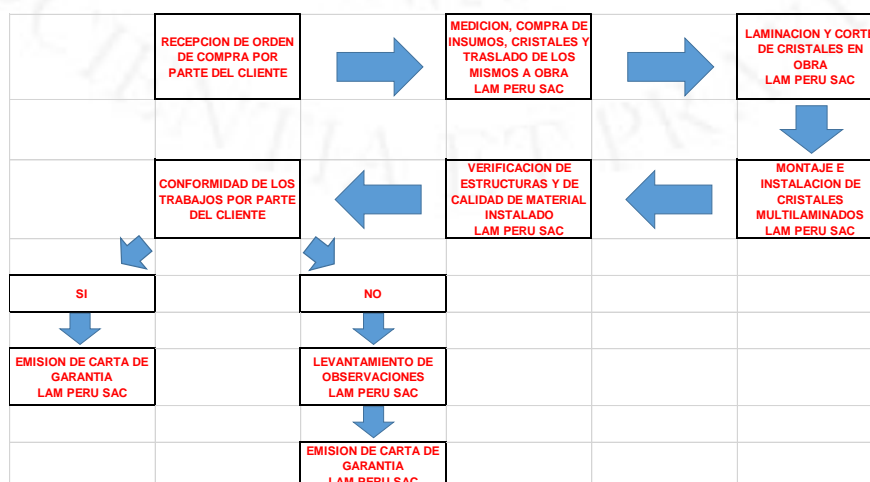 RECEPCION DE ORDEN
DE COMPRA POR
PARTE DEL CLIENTE
MEDICION, COMPRA DE
INSUMOS, CRISTALES Y
TRASLADO DE LOS
MISMOS A OBRA
LAM PERU SAC
LAMINACION Y CORTE
DE CRISTALES EN
OBRA
LAM PERU SAC
CONFORMIDAD DE LOS
TRABAJOS POR PARTE
DEL CLIENTE
VERIFICACION DE
ESTRUCTURAS Y DE
CALIDAD DE MATERIAL
INSTALADO
LAM PERU SAC
MONTAJE E
INSTALACION DE
CRISTALES
MULTILAMINADOS
LAM PERU SAC
SI
NO
EMISION DE CARTA DE
GARANTIA
LAM PERU SAC
LEVANTAMIENTO DE
OBSERVACIONES
LAM PERU SAC
EMISION DE CARTA DE
GARANTIA
LAM PERU SAC